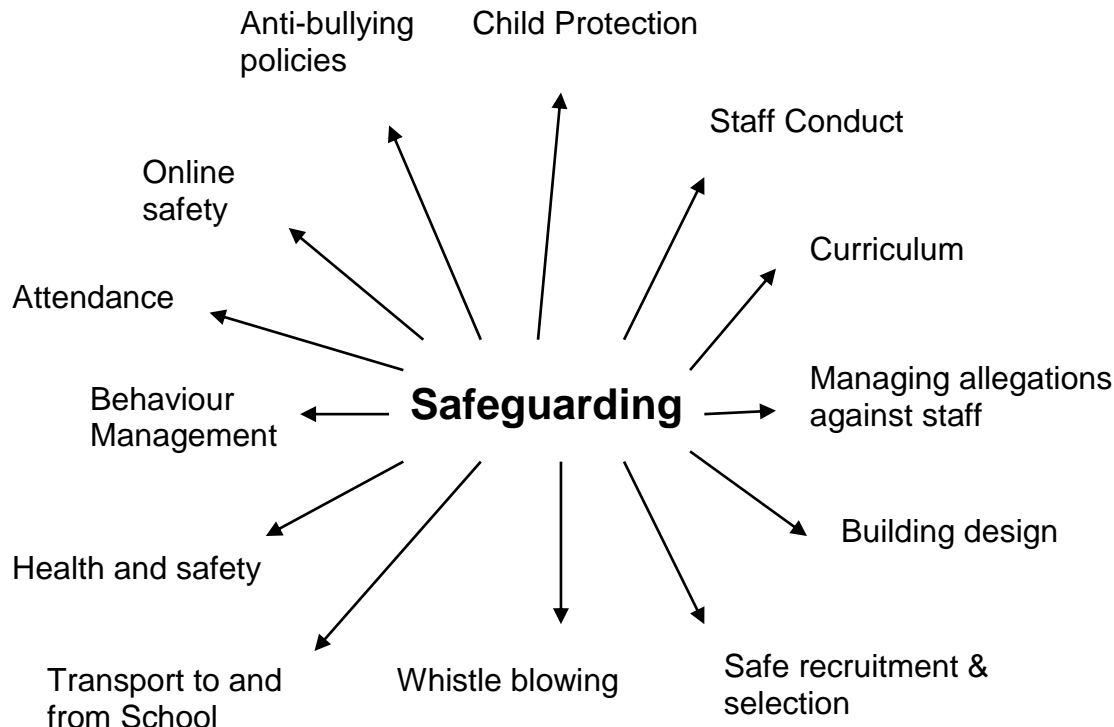 Anti-bullying
policies
Child Protection
Staff Conduct
Online
safety
Curriculum
Attendance
Managing allegations
against staff
Behaviour
Management
Safeguarding
Building design
Health and safety
Transport to and
from School
Whistle blowing
Safe recruitment &
selection